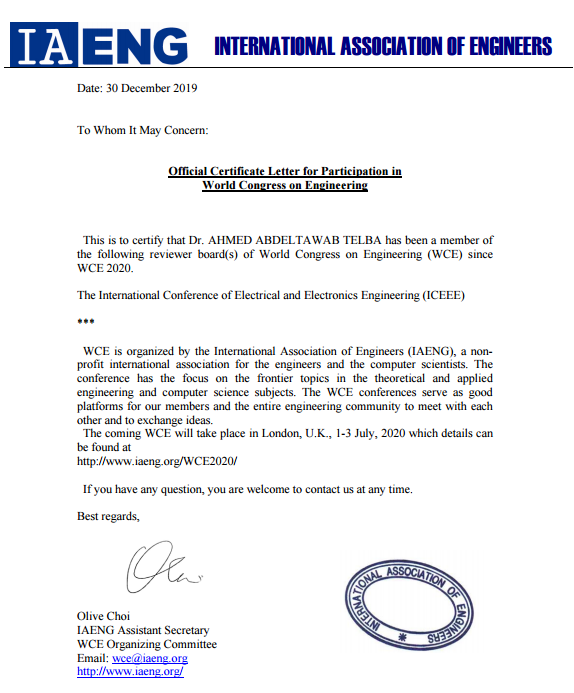 IAENG INTERNATIONAL ASSOCIATION OF ENGINEERS
Date: 30 December 2019
To Whom It May Concern:
Official Certificate Letter for Participation in
World Congress on Engineering
This is to certify that Dr. AHMED ABDELTAWAB TELBA has been a member of
the following reviewer board(s) of World Congress on Engineering (WCE) since
WCE 2020.
The International Conference of Electrical and Electronics Engineering (ICEEE)
***
WCE is organized by the International Association of Engineers (IAENG), a non-
profit international association for the engineers and the computer scientists. The
conference has the focus on the frontier topics in the theoretical and applied
engineering and computer science subjects. The WCE conferences serve as good
platforms for our members and the entire engineering community to meet with each
other and to exchange ideas.
The coming WCE will take place in London, U.K., 1-3 July, 2020 which details can
be found at
http://www.iaeng.org/WCE2020/
If you have any question, you are welcome to contact us at any time.
Best regards,
INTERNATIONAL ASSOCIATION OF ENGINEERS *
Olive Choi
IAENG Assistant Secretary
WCE Organizing Committee
Email: wce@iaeng.org
http://www.iaeng.org/